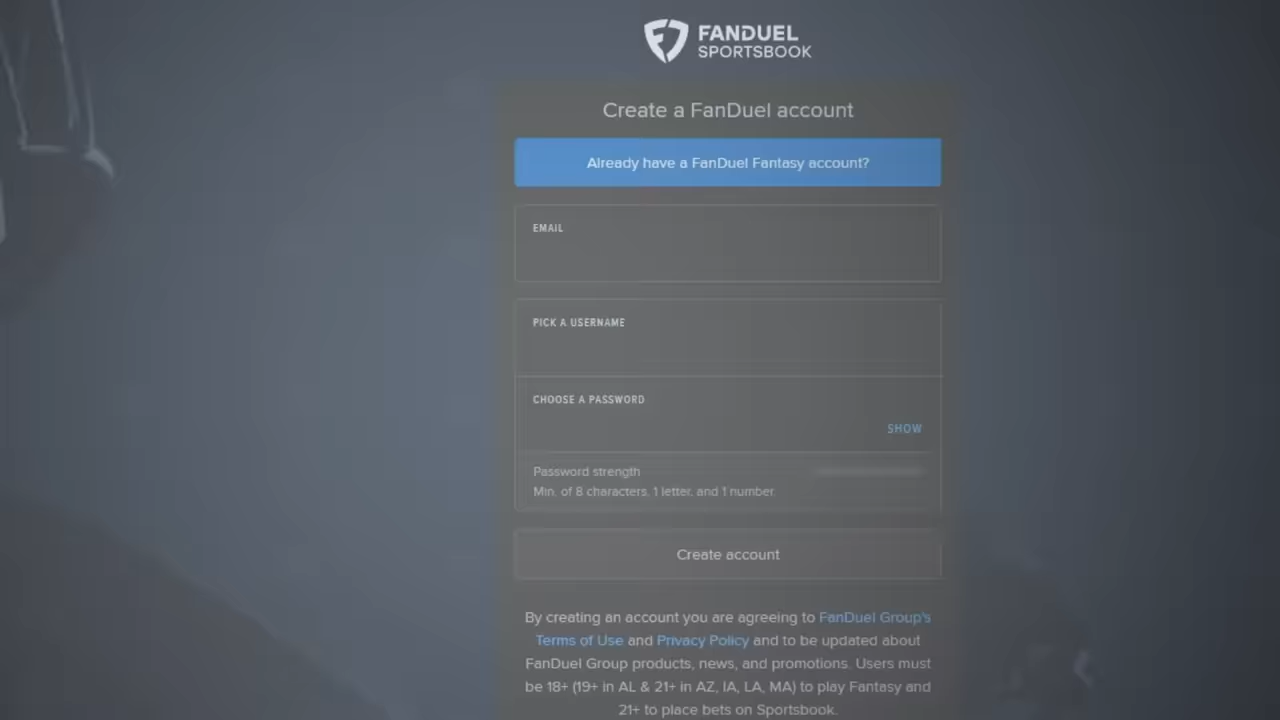 FANDUEL
SPORTSBOOK
Create a FanDuel account
Already have a FanDuel Fantasy account?
EMAIL
PICK A USERNAME
CHOOSE A PASSWORD
SHOW
Password strength
Min. of 8 characters, 1 letter, and 1 number.
Create account
By creating an account you are agreeing to FanDuel Group's
Terms of Use and Privacy Policy and to be updated about
FanDuel Group products, news, and promotions. Users must
be 18+ (19+ in AL & 21+ in AZ, IA, LA, MA) to play Fantasy and
21+ to place bets on Sportsbook.